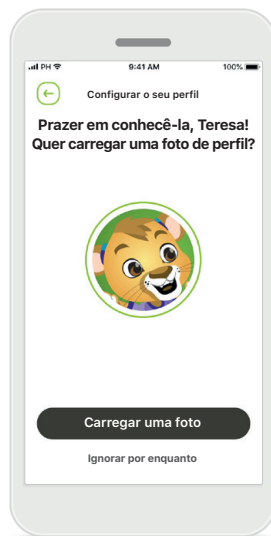 PH 9:41 AM 100%
Configurar o seu perfil
Prazer em conhecê-la, Teresa!
Quer carregar uma foto de perfil?
Carregar uma foto
Ignorar por enquanto